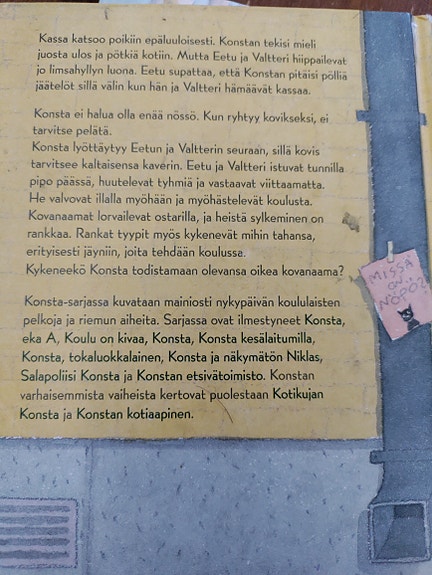 Kassa katsoo poikiin epäluuloisesti. Konstan tekisi mieli
juosta ulos ja pötkiä kotiin. Mutta Eetu ja Valtteri hiippailevat
jo limsahyllyn luona. Eetu supattaa, että Konstan pitäisi pölliä
jäätelöt sillä välin kun hän ja Valtteri hämäävät kassaa.
Konsta ei halua olla enää nössö. Kun ryhtyy kovikseksi, ei
tarvitse pelätä.
Konsta lyöttäytyy Eetun ja Valtterin seuraan, sillä kovis
tarvitsee kaltaisensa kaverin. Eetu ja Valtteri istuvat tunnilla
pipo päässä, huutelevat tyhmiä ja vastaavat viittaamatta.
He valvovat illalla myöhään ja myöhästelevät koulusta.
Kovanaamat lorvailevat ostarilla, ja heistä sylkeminen on
rankkaa. Rankat tyypit myös kykenevät mihin tahansa,
erityisesti jäyniin, joita tehdään koulussa.
Kykeneekö Konsta todistamaan olevansa oikea kovanaama?
Konsta-sarjassa kuvataan mainiosti nykypäivän koululaisten
pelkoja ja riemun aiheita. Sarjassa ovat ilmestyneet Konsta,
eka A, Koulu on kivaa, Konsta, Konsta kesälaitumilla,
Konsta, tokaluokkalainen, Konsta ja näkymätön Niklas,
Salapoliisi Konsta ja Konstan etsivätoimisto. Konstan
varhaisemmista vaiheista kertovat puolestaan Kotikujan
Konsta ja Konstan kotiaapinen.
MISSÄ
ON
NÖPÖ?